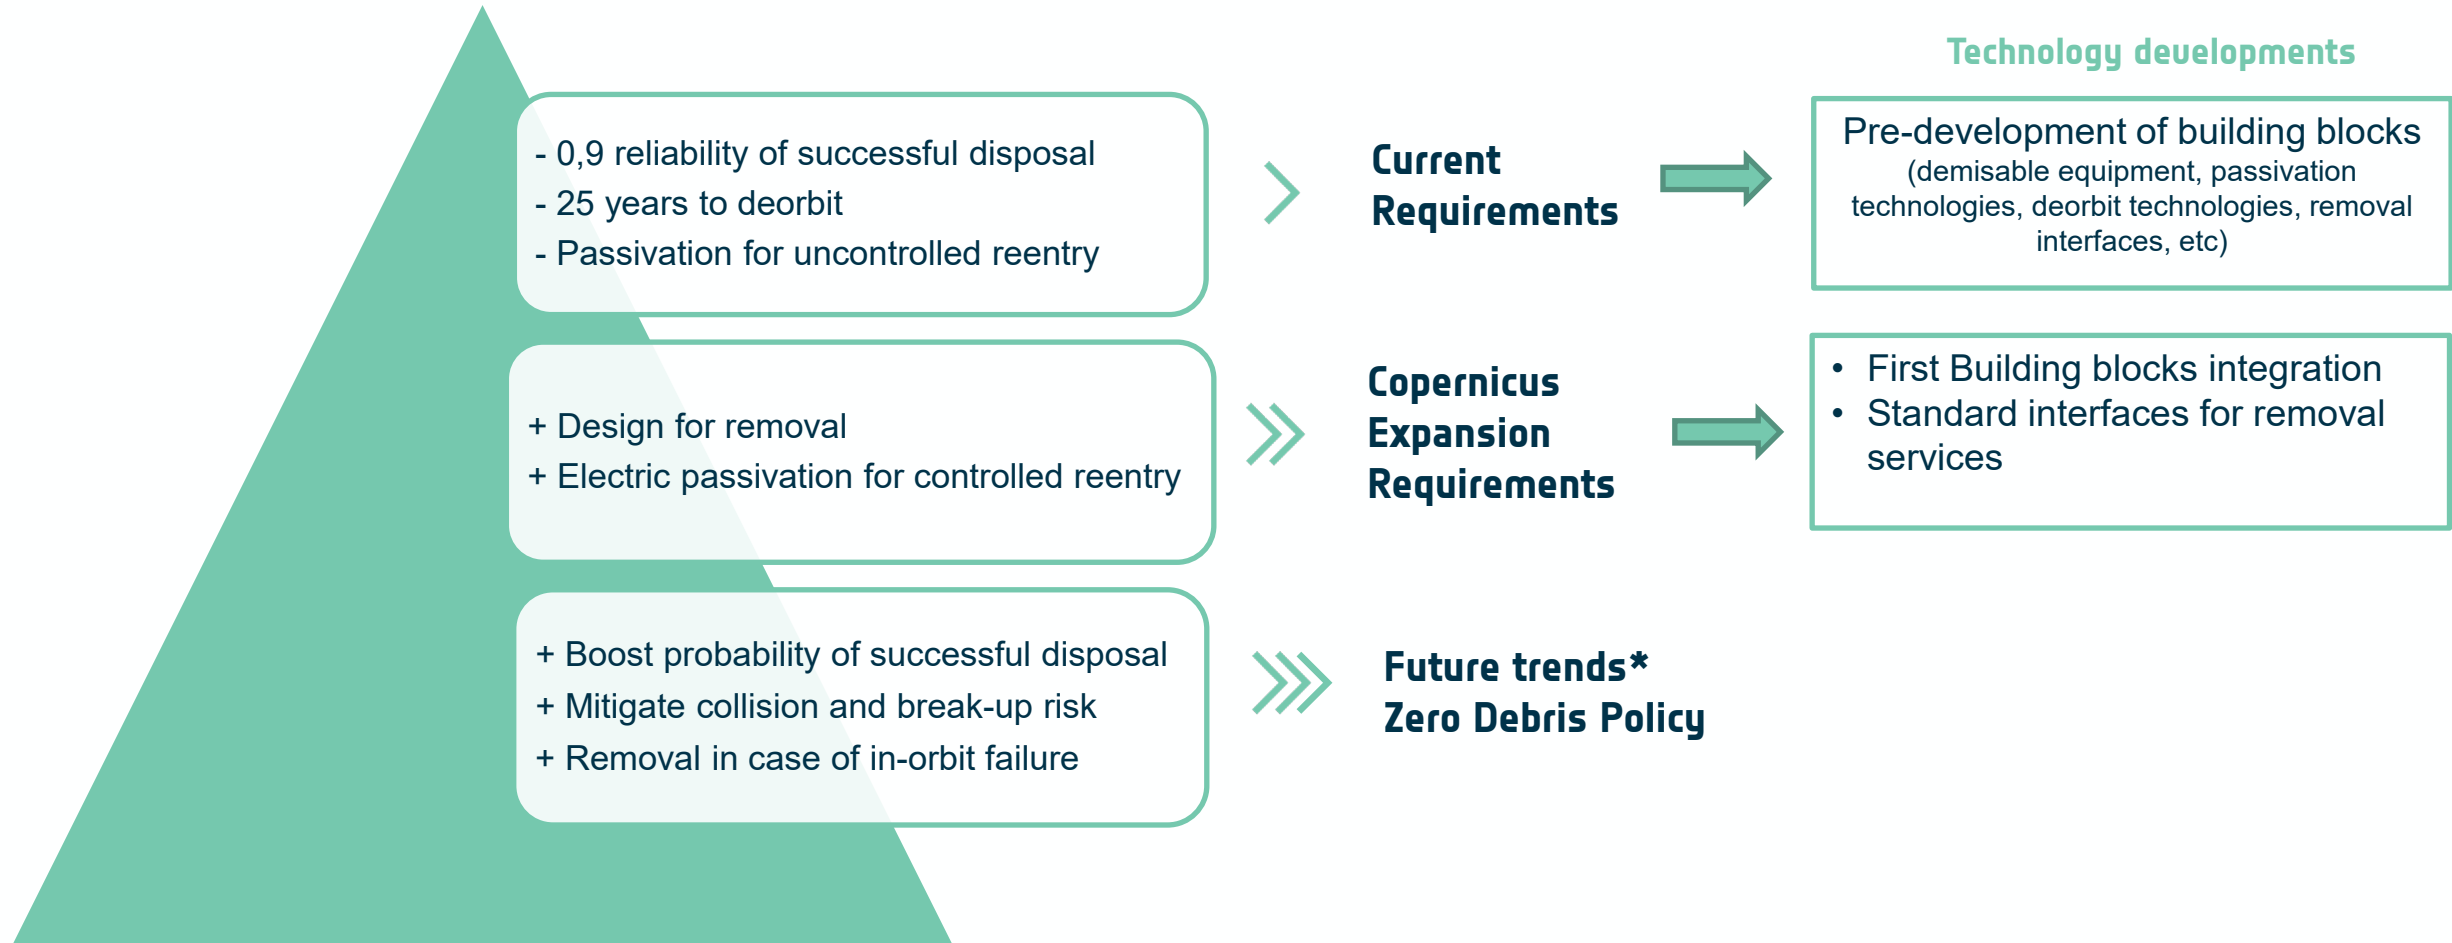 Technology developments
- 0,9 reliability of successful disposal
- 25 years to deorbit
- Passivation for uncontrolled reentry
Current
Requirements
Pre-development of building blocks
(demisable equipment, passivation
technologies, deorbit technologies, removal
interfaces, etc)
+ Design for removal
+ Electric passivation for controlled reentry
Copernicus
Expansion
Requirements
• First Building blocks integration
• Standard interfaces for removal
services
+ Boost probability of successful disposal
+ Mitigate collision and break-up risk
+ Removal in case of in-orbit failure
Future trends*
Zero Debris Policy